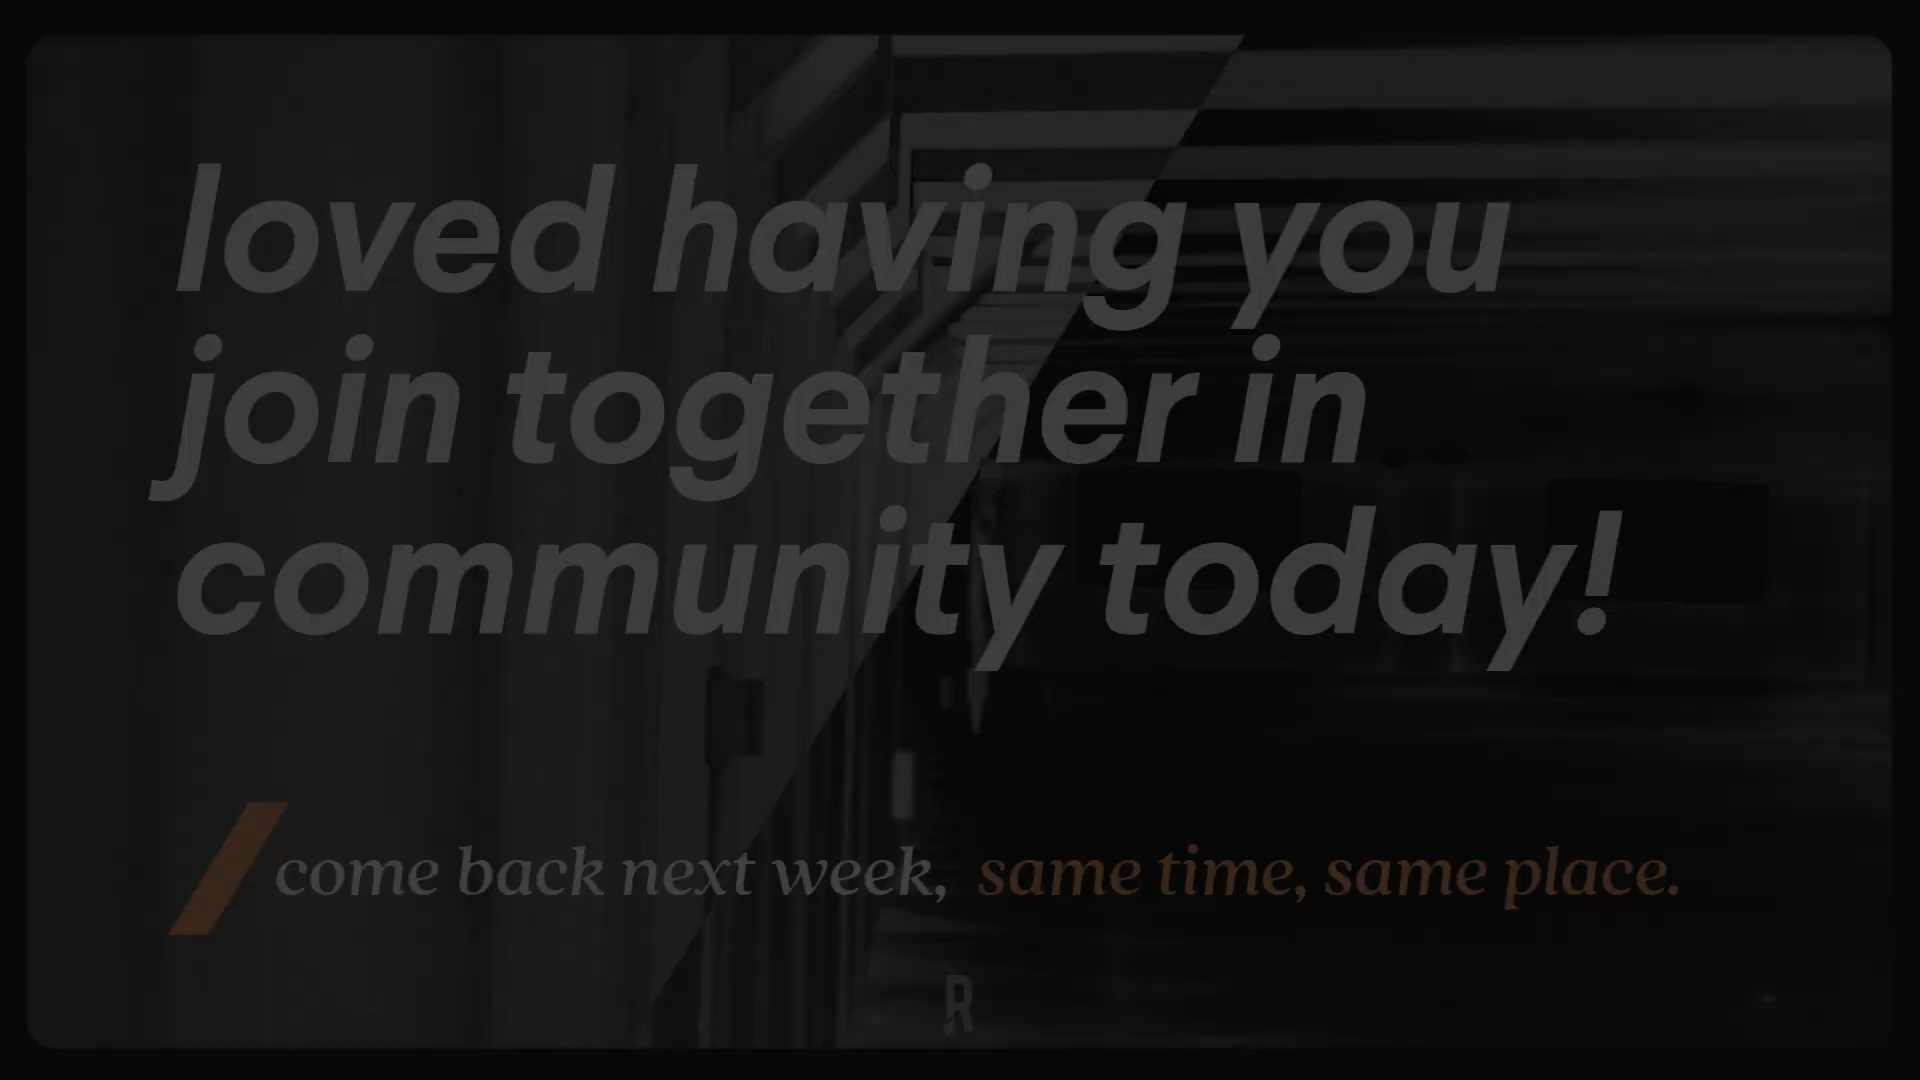 loved having you
join together in
community today!
come back next week, same time, same place.
R